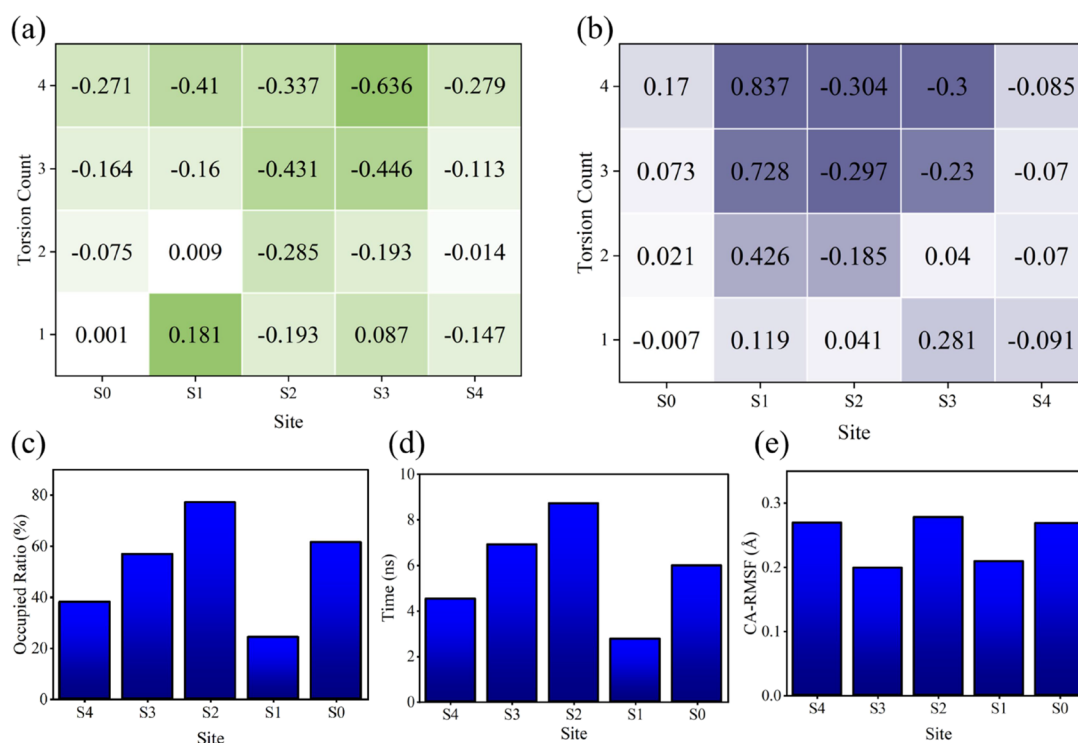 (a)
Torsion Count
4
-0.271 -0.41 -0.337 -0.636 -0.279
3
-0.164 -0.16 -0.431 -0.446 -0.113
2
-0.075 0.009 -0.285 -0.193 -0.014
1
0.001 0.181 -0.193 0.087 -0.147
S0 S1 S2 S3 S4
Site
(b)
Torsion Count
4
0.17 0.837 -0.304 -0.3 -0.085
3
0.073 0.728 -0.297 -0.23 -0.07
2
0.021 0.426 -0.185 0.04 -0.07
1
-0.007 0.119 0.041 0.281 -0.091
S0 S1 S2 S3 S4
Site
(c)
Occupied Ratio (%)
80
60
40
20
0
S4 S3 S2 S1 S0
Site
(d)
Time (ns)
10
8
6
4
2
0
S4 S3 S2 S1 S0
Site
(e)
CA-RMSF (Å)
0.3
0.2
0.1
0.0
S4 S3 S2 S1 S0
Site